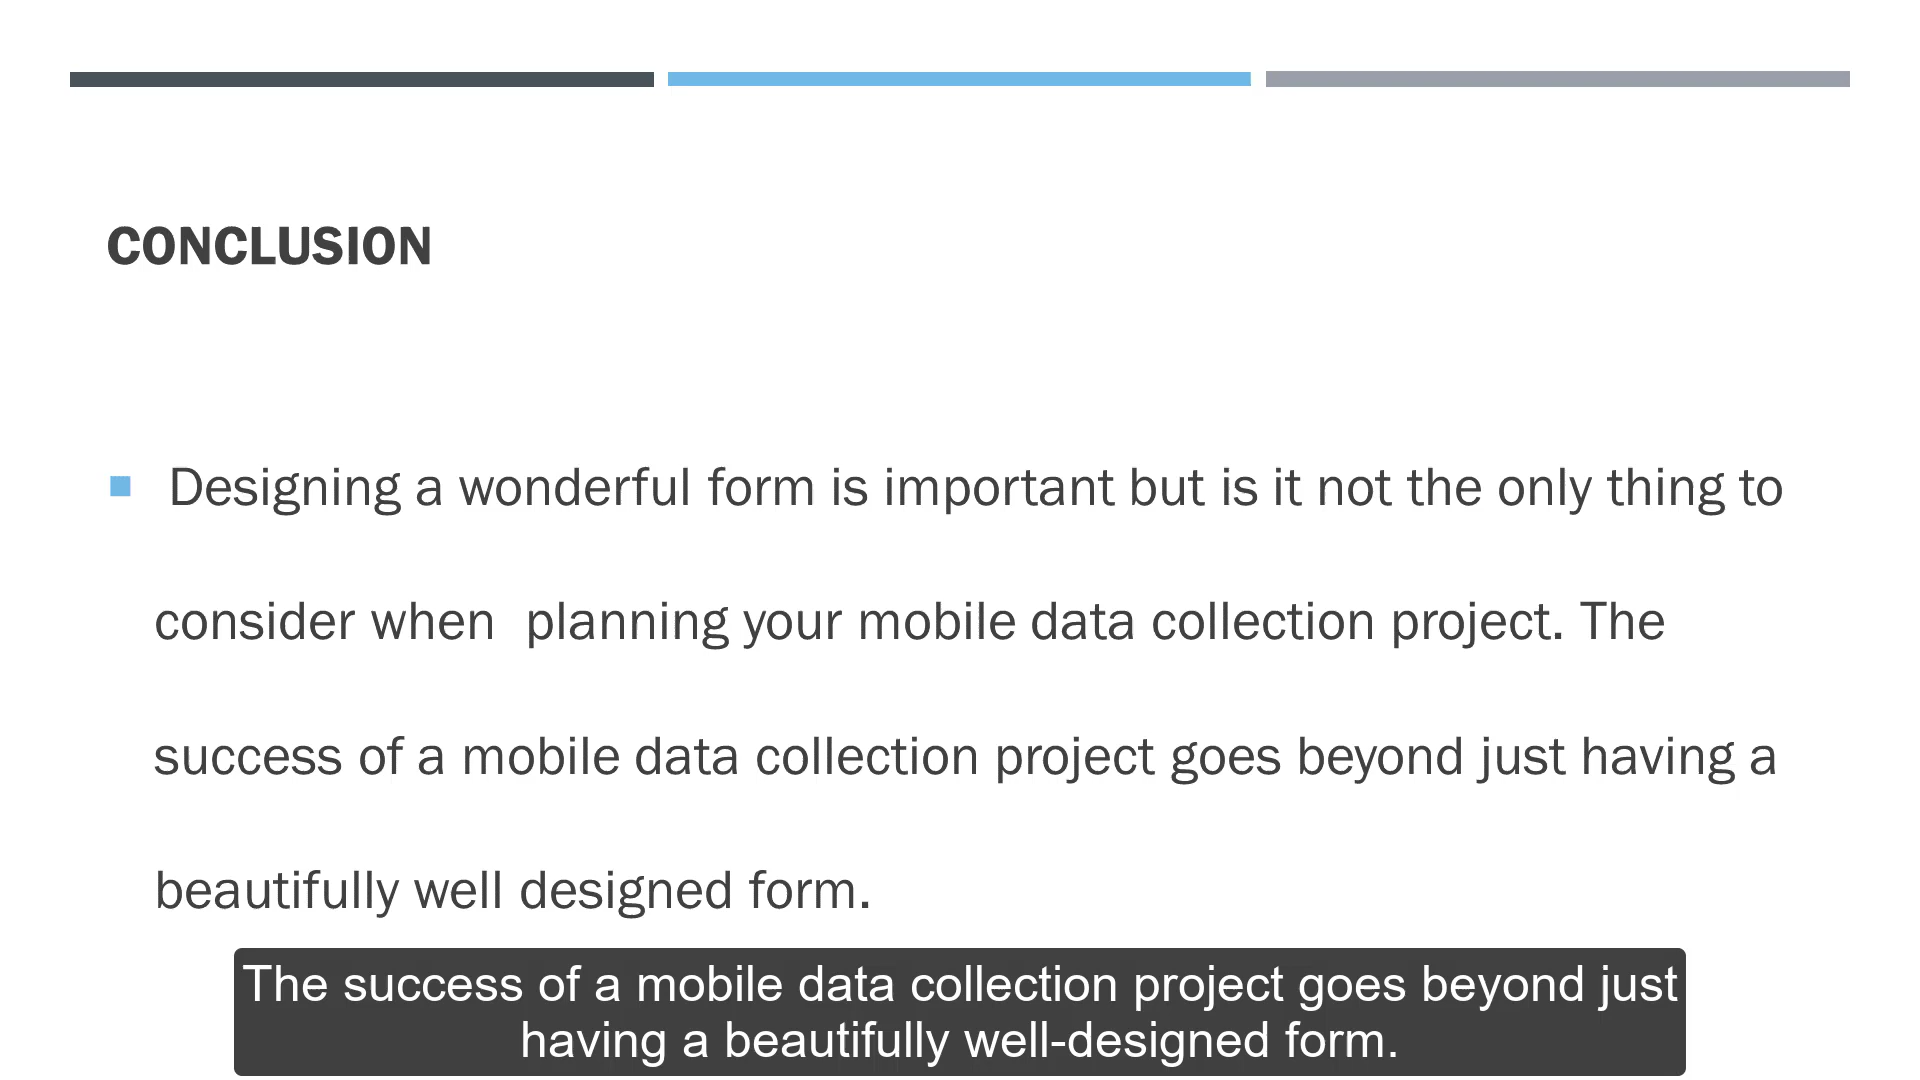 CONCLUSION
Designing a wonderful form is important but is it not the only thing to
consider when  planning your mobile data collection project. The
success of a mobile data collection project goes beyond just having a
beautifully well designed form.
The success of a mobile data collection project goes beyond just
having a beautifully well-designed form.